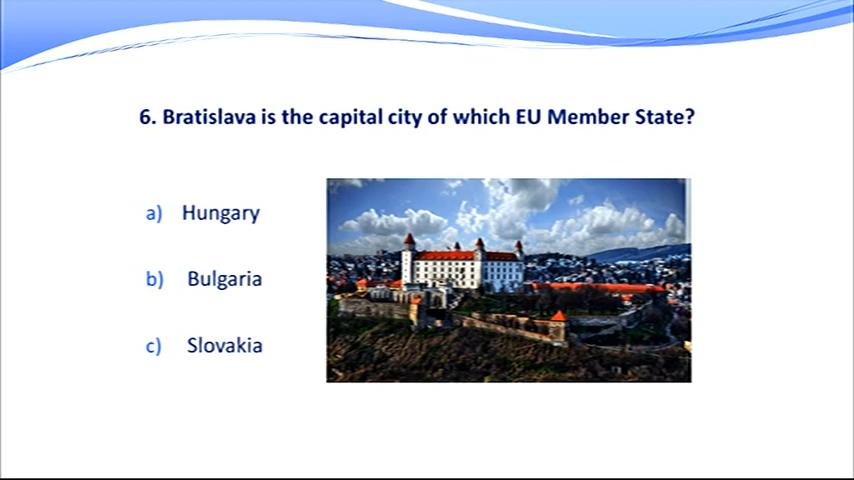 6. Bratislava is the capital city of which EU Member State?
a) Hungary
b) Bulgaria
c) Slovakia